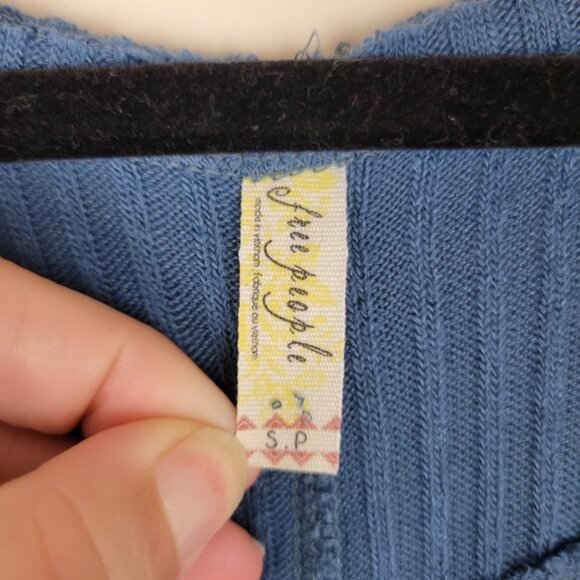 free people
made in vietnam . fabriqué au vietnam
S.P